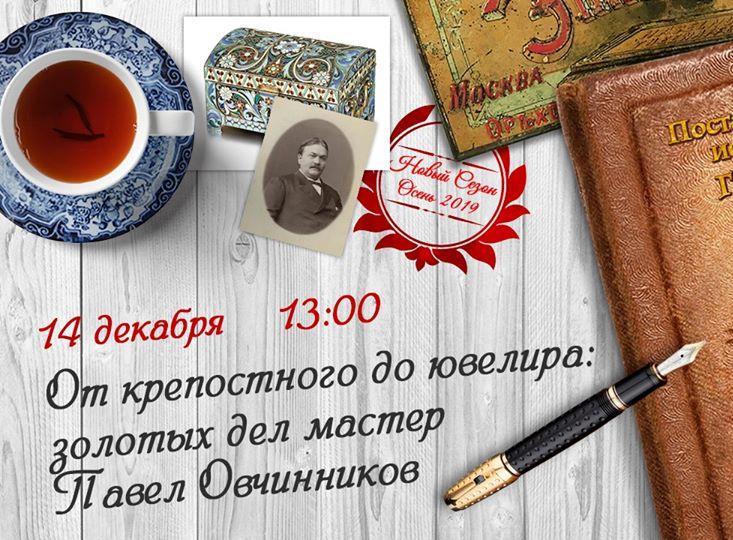 Москва
Новый Сезон
Осень 2019
14 декабря 13:00
От крепостного до ювелира:
золотых дел мастер
Павел Овчинников